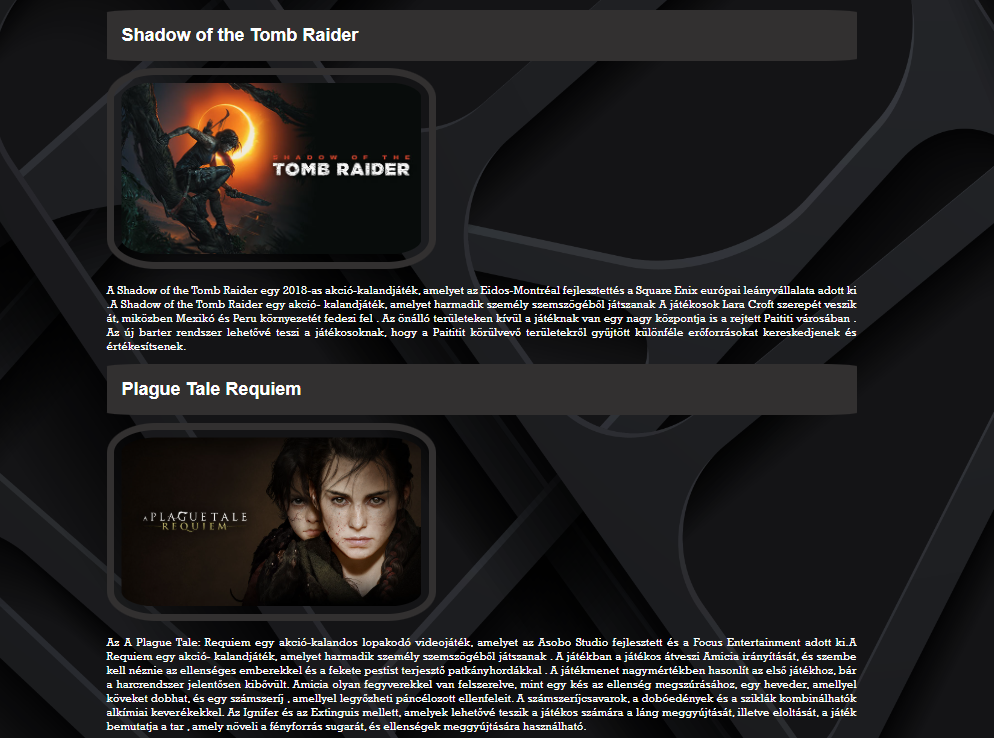 Shadow of the Tomb Raider
SHADOW OF THE
TOMB RAIDER
A Shadow of the Tomb Raider egy 2018-as akció-kalandjáték, amelyet az Eidos-Montréal fejlesztettés a Square Enix európai leányvállalata adott ki
.A Shadow of the Tomb Raider egy akció- kalandjáték, amelyet harmadik személy szemszögéből játszanak A játékosok Lara Croft szerepét veszik
át, miközben Mexikó és Peru környezetét fedezi fel . Az önálló területeken kívül a játéknak van egy nagy központja is a rejtett Paititi városában .
Az új barter rendszer lehetővé teszi a játékosoknak, hogy a Paititit körülvevő területekről gyűjtött különféle erőforrásokat kereskedjenek és
értékesítsenek.
Plague Tale Requiem
A PLAGUE TALE
REQUIEM
Az A Plague Tale: Requiem egy akció-kalandos lopakodó videojáték, amelyet az Asobo Studio fejlesztett és a Focus Entertainment adott ki.A
Requiem egy akció- kalandjáték, amelyet harmadik személy szemszögéből játszanak . A játékban a játékos átveszi Amicia irányítását, és szembe
kell néznie az ellenséges emberekkel és a fekete pestist terjesztő patkányhordákkal . A játékmenet nagymértékben hasonlít az első játékhoz, bár
a harcrendszer jelentősen kibővült. Amicia olyan fegyverekkel van felszerelve, mint egy kés az ellenség megszúrásához, egy heveder, amellyel
köveket dobhat, és egy számszeríj , amellyel legyőzheti páncélozott ellenfeleit. A számszeríjcsavarok, a dobóedények és a sziklák kombinálhatók
alkímiai keverékekkel. Az Ignifer és az Extinguis mellett, amelyek lehetővé teszik a játékos számára a láng meggyújtását, illetve eloltását, a játék
bemutatja a tar , amely növeli a fényforrás sugarát, és ellenségek meggyújtására használható.